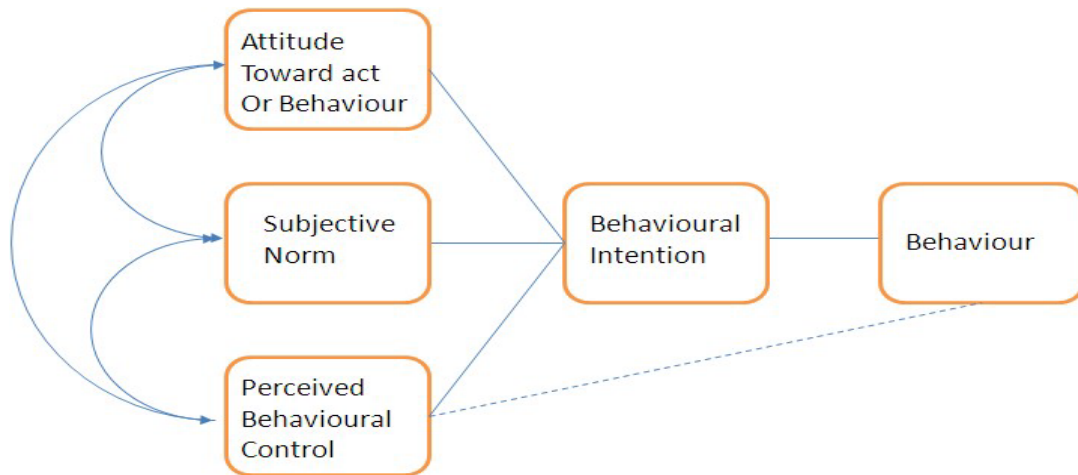 Attitude
Toward act
Or Behaviour
Subjective
Norm
Behavioural
Intention
Behaviour
Perceived
Behavioural
Control